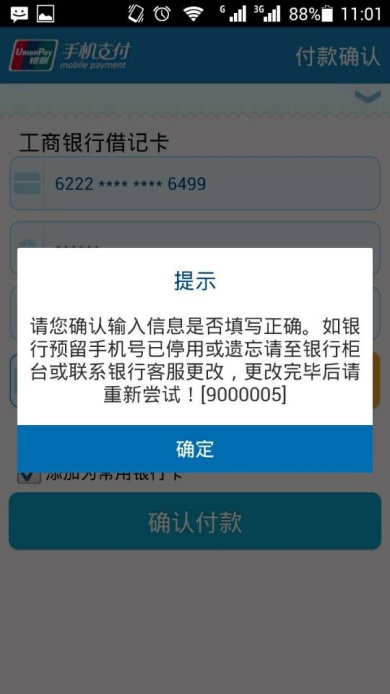 G
3G
88%
11:01
UnionPay
银联
手机支付
mobile payment
付款确认
工商银行借记卡
6222 **** **** 6499
******
提示
请您确认输入信息是否填写正确。如银
行预留手机号已停用或遗忘请至银行柜
台或联系银行客服更改，更改完毕后请
重新尝试！[9000005]
确定
添加为常用银行卡
确认付款